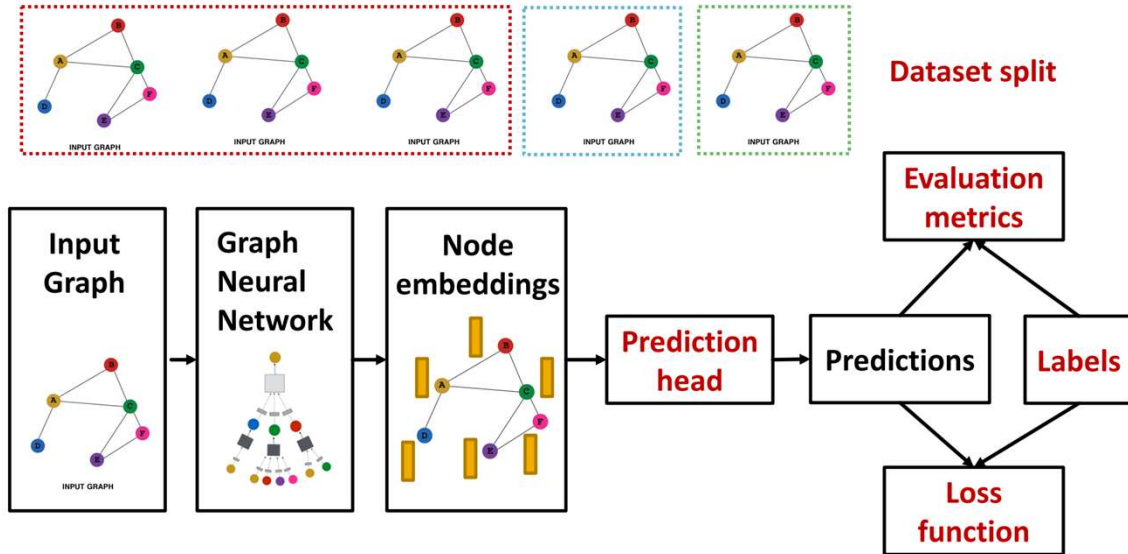 B
A
C
F
D
E
INPUT GRAPH
B
A
C
F
D
E
INPUT GRAPH
B
A
C
F
D
E
INPUT GRAPH
B
A
C
F
D
E
INPUT GRAPH
B
A
C
F
D
E
INPUT GRAPH
Dataset split
Input
Graph
B
A
C
F
D
E
INPUT GRAPH
Graph
Neural
Network
Node
embeddings
B
A
C
F
D
E
Prediction
head
Predictions
Labels
Evaluation
metrics
Loss
function